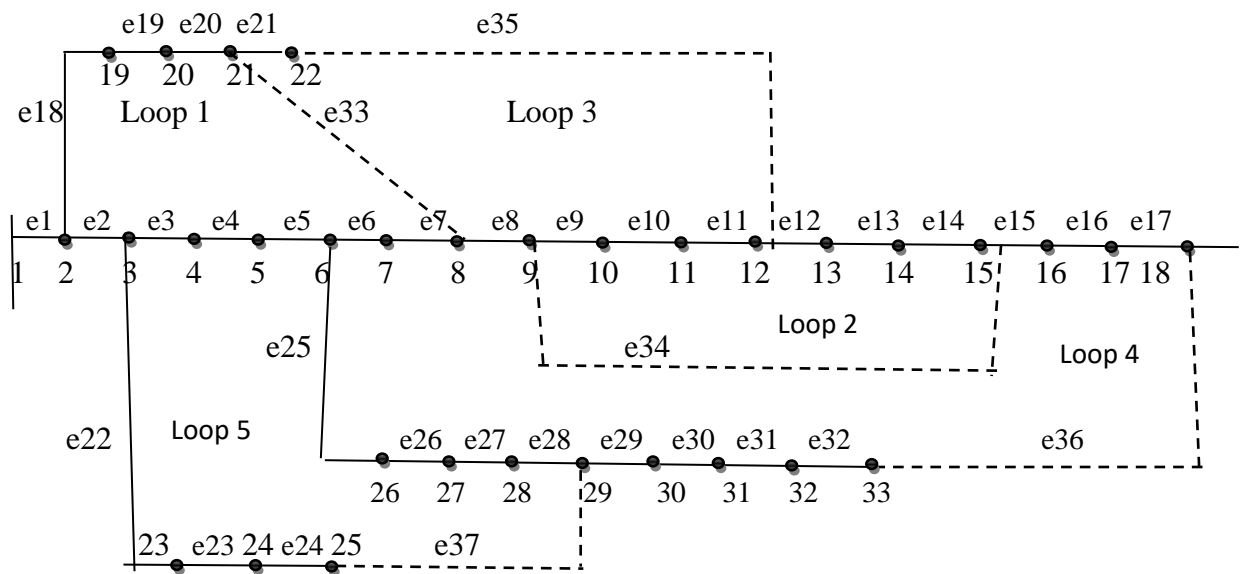 e19 e20 e21 e35
19 20 21 22
e18 Loop 1 e33 Loop 3
e1 e2 e3 e4 e5 e6 e7 e8 e9 e10 e11 e12 e13 e14 e15 e16 e17
1 2 3 4 5 6 7 8 9 10 11 12 13 14 15 16 17 18
Loop 2
e25 e34 Loop 4
e22 Loop 5
e26 e27 e28 e29 e30 e31 e32 e36
26 27 28 29 30 31 32 33
23 e23 24 e24 25 e37